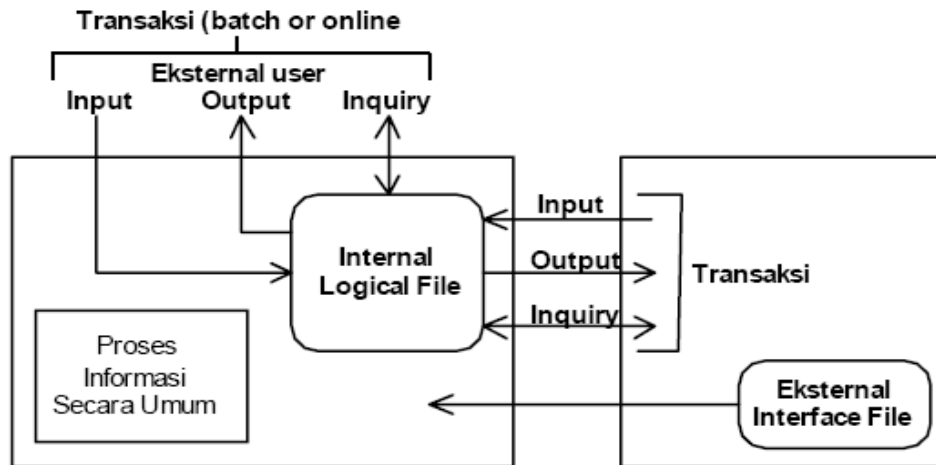 Transaksi (batch or online
Eksternal user
Input
Output
Inquiry
Internal
Logical File
Input
Output
Inquiry
Transaksi
Proses
Informasi
Secara Umum
Eksternal
Interface File